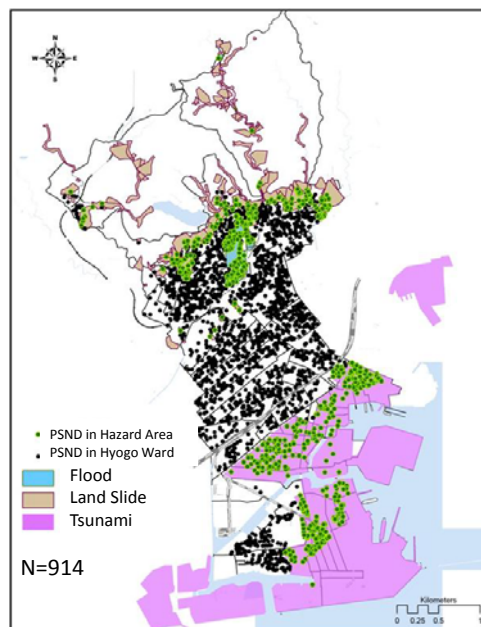 N
W E
S
PSND in Hazard Area
PSND in Hyogo Ward
Flood
Land Slide
Tsunami
N=914
Kilometers
0 0.25 0.5 1